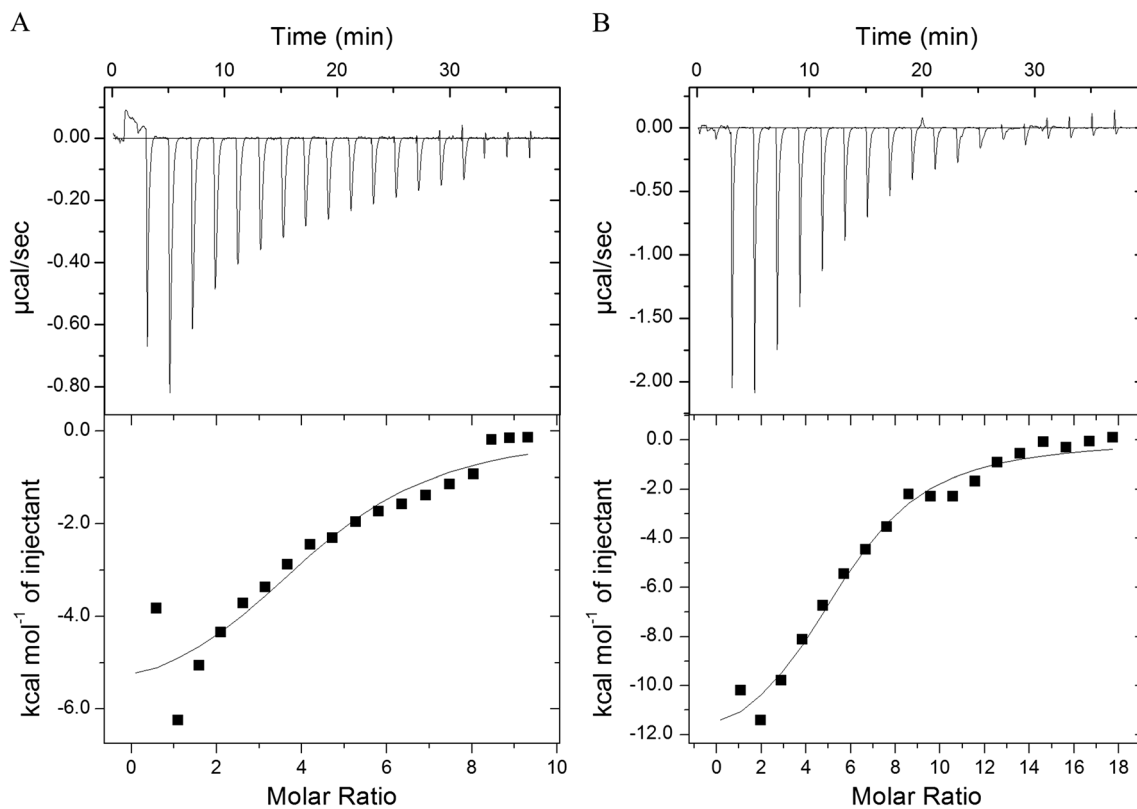 A
Time (min)
0 10 20 30
0.00
-0.20
-0.40
-0.60
-0.80
µcal/sec
0.0
-2.0
-4.0
-6.0
kcal mol⁻¹ of injectant
0 2 4 6 8 10
Molar Ratio
B
Time (min)
0 10 20 30
0.00
-0.50
-1.00
-1.50
-2.00
µcal/sec
0.0
-2.0
-4.0
-6.0
-8.0
-10.0
-12.0
kcal mol⁻¹ of injectant
0 2 4 6 8 10 12 14 16 18
Molar Ratio